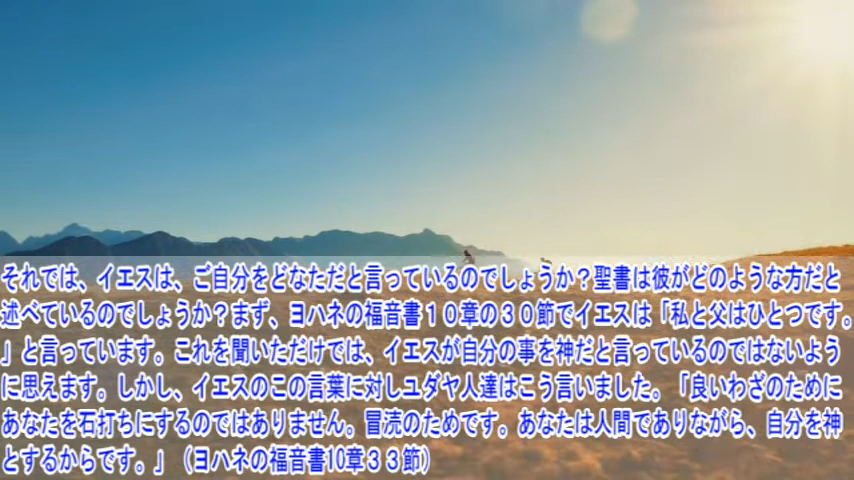 それでは、イエスは、ご自分をどなただと言っているのでしょうか？聖書は彼がどのような方だと
述べているのでしょうか？まず、ヨハネの福音書１０章の３０節でイエスは「私と父はひとつです。
」と言っています。これを聞いただけでは、イエスが自分の事を神だと言っているのではないよう
に思えます。しかし、イエスのこの言葉に対しユダヤ人達はこう言いました。「良いわざのために
あなたを石打ちにするのではありません。冒涜のためです。あなたは人間でありながら、自分を神
とするからです。」（ヨハネの福音書10章３３節）